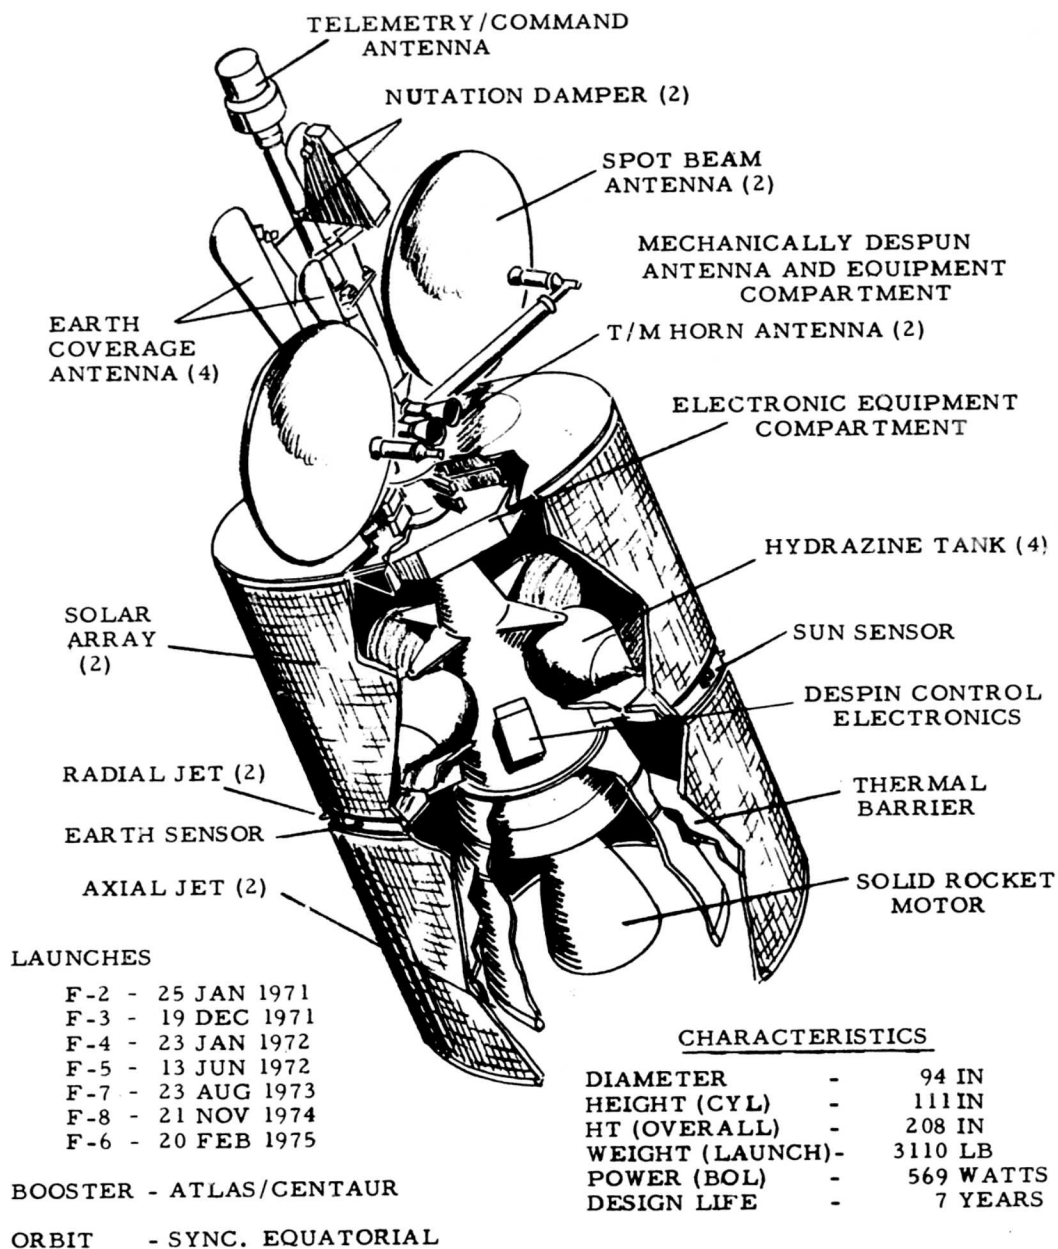 TELEMETRY/COMMAND
ANTENNA
NUTATION DAMPER (2)
SPOT BEAM
ANTENNA (2)
MECHANICALLY DESPUN
ANTENNA AND EQUIPMENT
COMPARTMENT
EARTH
COVERAGE
ANTENNA (4)
T/M HORN ANTENNA (2)
ELECTRONIC EQUIPMENT
COMPARTMENT
HYDRAZINE TANK (4)
SOLAR
ARRAY
(2)
SUN SENSOR
DESPIN CONTROL
ELECTRONICS
RADIAL JET (2)
THERMAL
BARRIER
EARTH SENSOR
AXIAL JET (2)
SOLID ROCKET
MOTOR
LAUNCHES
F-2 - 25 JAN 1971
F-3 - 19 DEC 1971
F-4 - 23 JAN 1972
F-5 - 13 JUN 1972
F-7 - 23 AUG 1973
F-8 - 21 NOV 1974
F-6 - 20 FEB 1975
BOOSTER - ATLAS/CENTAUR
ORBIT - SYNC. EQUATORIAL
CHARACTERISTICS
DIAMETER - 94 IN
HEIGHT (CYL) - 111 IN
HT (OVERALL) - 208 IN
WEIGHT (LAUNCH) - 3110 LB
POWER (BOL) - 569 WATTS
DESIGN LIFE - 7 YEARS